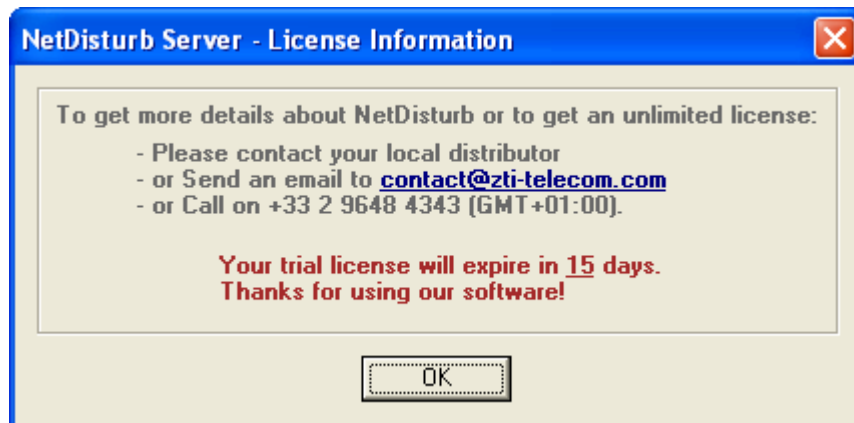 NetDisturb Server - License Information
To get more details about NetDisturb or to get an unlimited license:
- Please contact your local distributor
- or Send an email to contact@zti-telecom.com
- or Call on +33 2 9648 4343 (GMT+01:00).
Your trial license will expire in 15 days.
Thanks for using our software!
OK